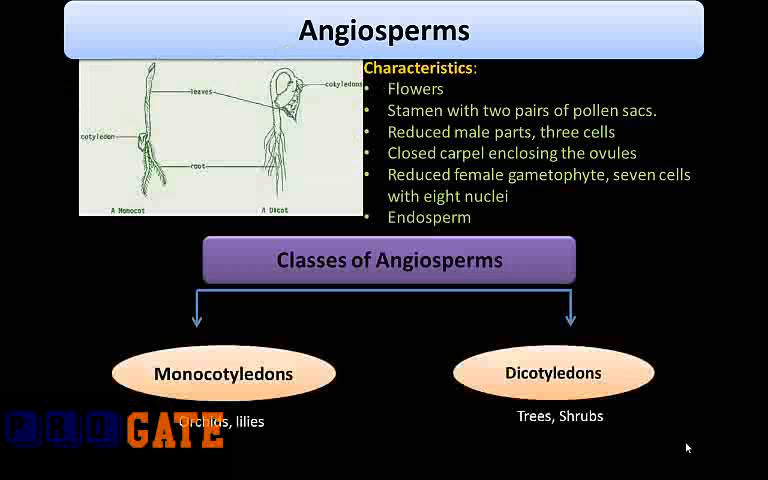 Angiosperms
Characteristics:
• Flowers
• Stamen with two pairs of pollen sacs.
• Reduced male parts, three cells
• Closed carpel enclosing the ovules
• Reduced female gametophyte, seven cells
with eight nuclei
• Endosperm
leaves
cotyledons
cotyledon
root
A Monocot
A Dicot
Classes of Angiosperms
Monocotyledons
Dicotyledons
Orchids, lilies
Trees, Shrubs
P.R.O GATE